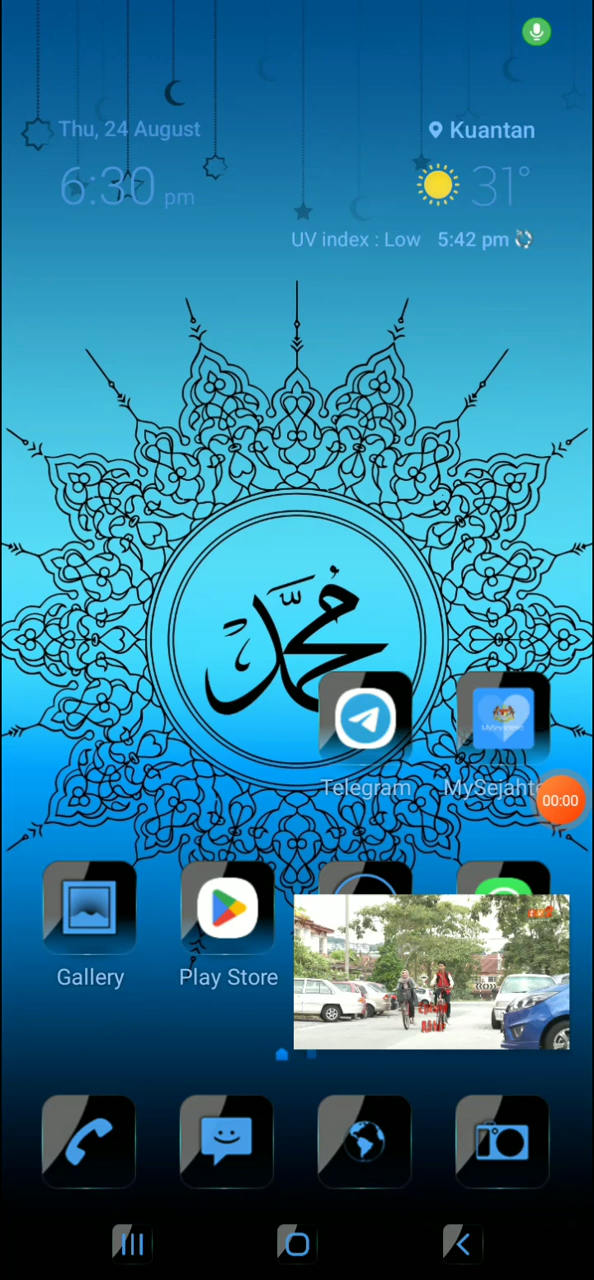 Thu, 24 August
Kuantan
6:30 pm
31°
UV index : Low 5:42 pm
محمد
Telegram
00:00
Gallery
Play Store